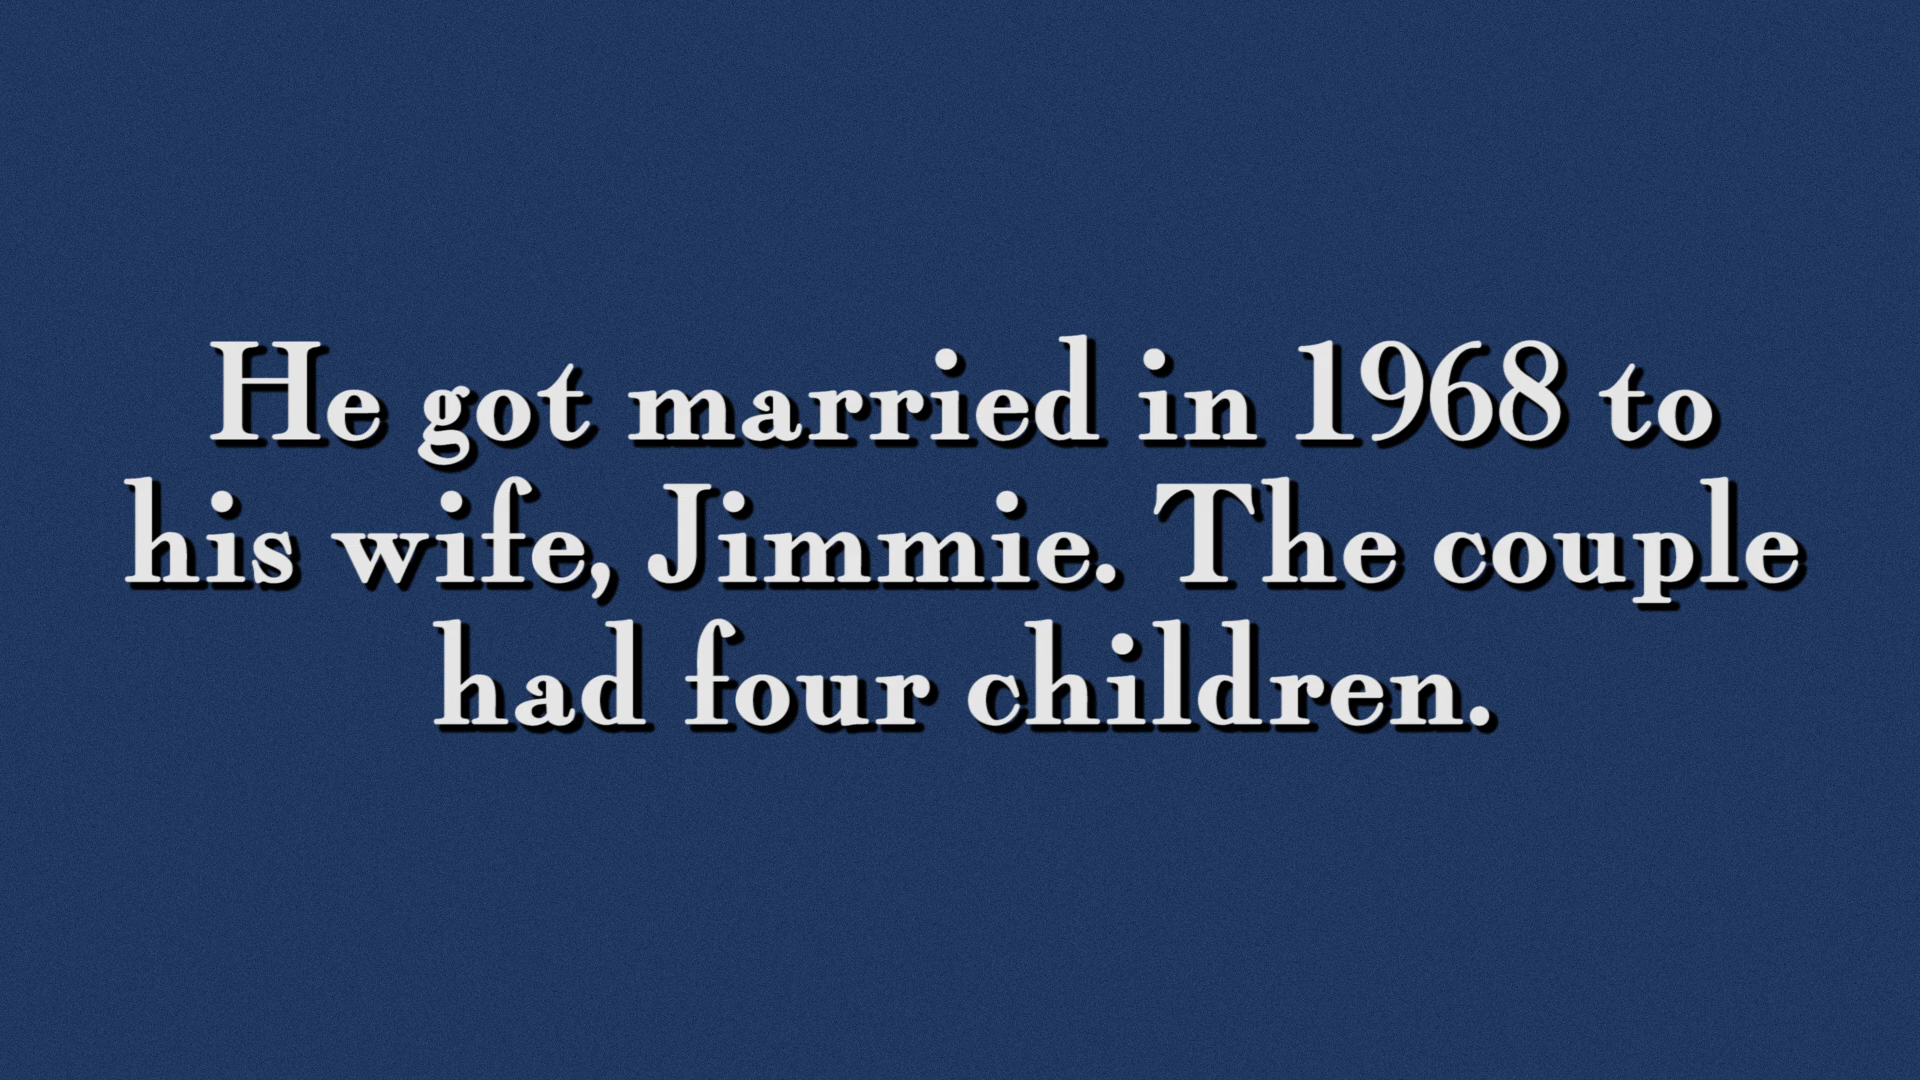 He got married in 1968 to
his wife, Jimmie. The couple
had four children.